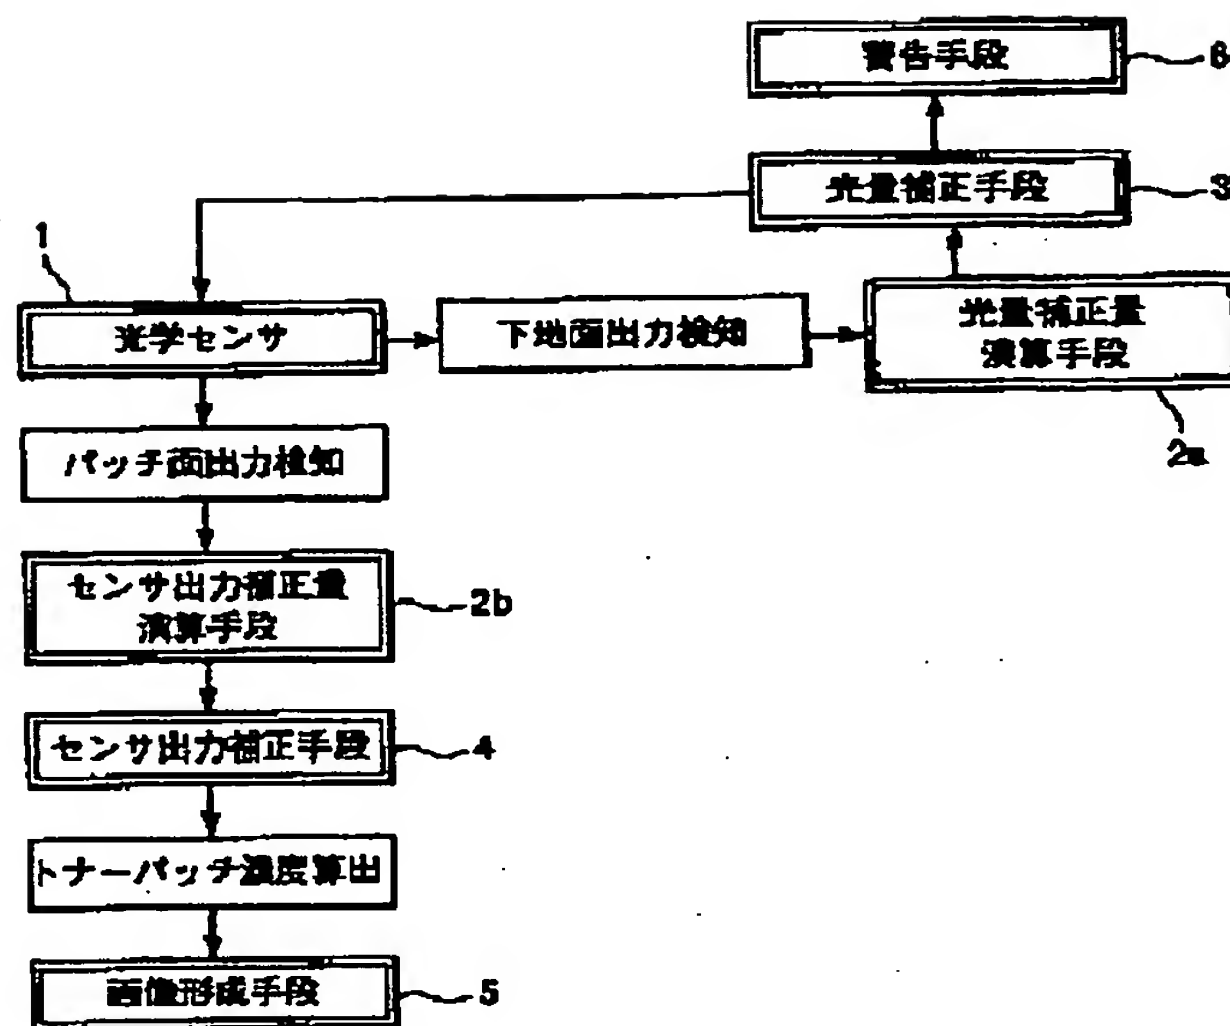 警告手段
6
光量補正手段
3
1
光学センサ
下地面出力検知
光量補正量
演算手段
2a
パッチ面出力検知
センサ出力補正量
演算手段
2b
センサ出力補正手段
4
トナーパッチ濃度算出
画像形成手段
5